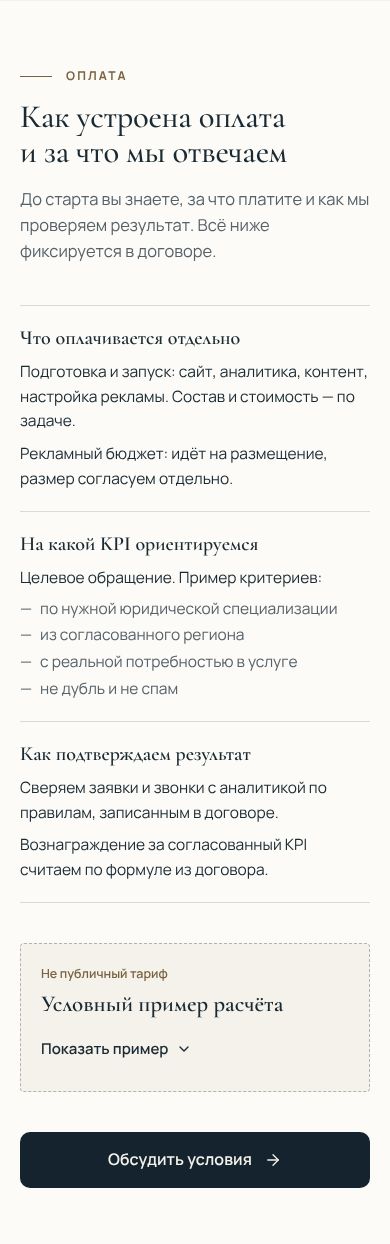 ОПЛАТА
Как устроена оплата
и за что мы отвечаем
До старта вы знаете, за что платите и как мы
проверяем результат. Всё ниже
фиксируется в договоре.
Что оплачивается отдельно
Подготовка и запуск: сайт, аналитика, контент,
настройка рекламы. Состав и стоимость — по
задаче.
Рекламный бюджет: идёт на размещение,
размер согласуем отдельно.
На какой KPI ориентируемся
Целевое обращение. Пример критериев:
— по нужной юридической специализации
— из согласованного региона
— с реальной потребностью в услуге
— не дубль и не спам
Как подтверждаем результат
Сверяем заявки и звонки с аналитикой по
правилам, записанным в договоре.
Вознаграждение за согласованный KPI
считаем по формуле из договора.
Не публичный тариф
Условный пример расчёта
Показать пример
Обсудить условия →